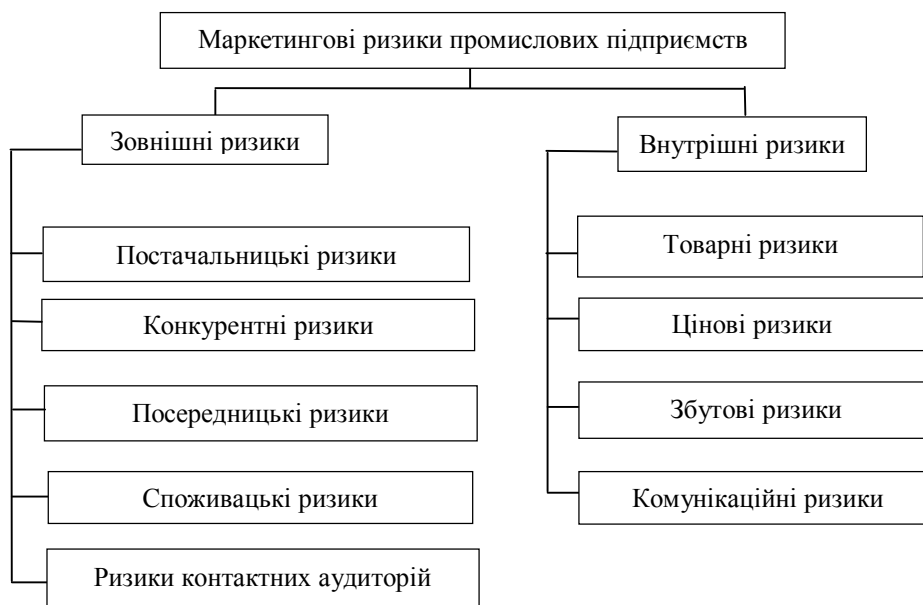 Маркетингові ризики промислових підприємств
Зовнішні ризики
Постачальницькі ризики
Конкурентні ризики
Посередницькі ризики
Споживацькі ризики
Ризики контактних аудиторій
Внутрішні ризики
Товарні ризики
Цінові ризики
Збутові ризики
Комунікаційні ризики